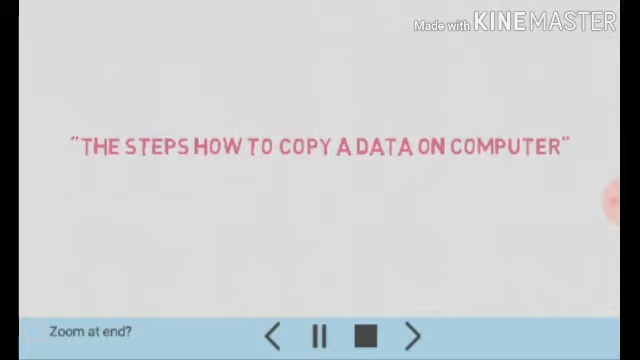 Made with KINEMASTER
"THE STEPS HOW TO COPY A DATA ON COMPUTER"
Zoom at end?